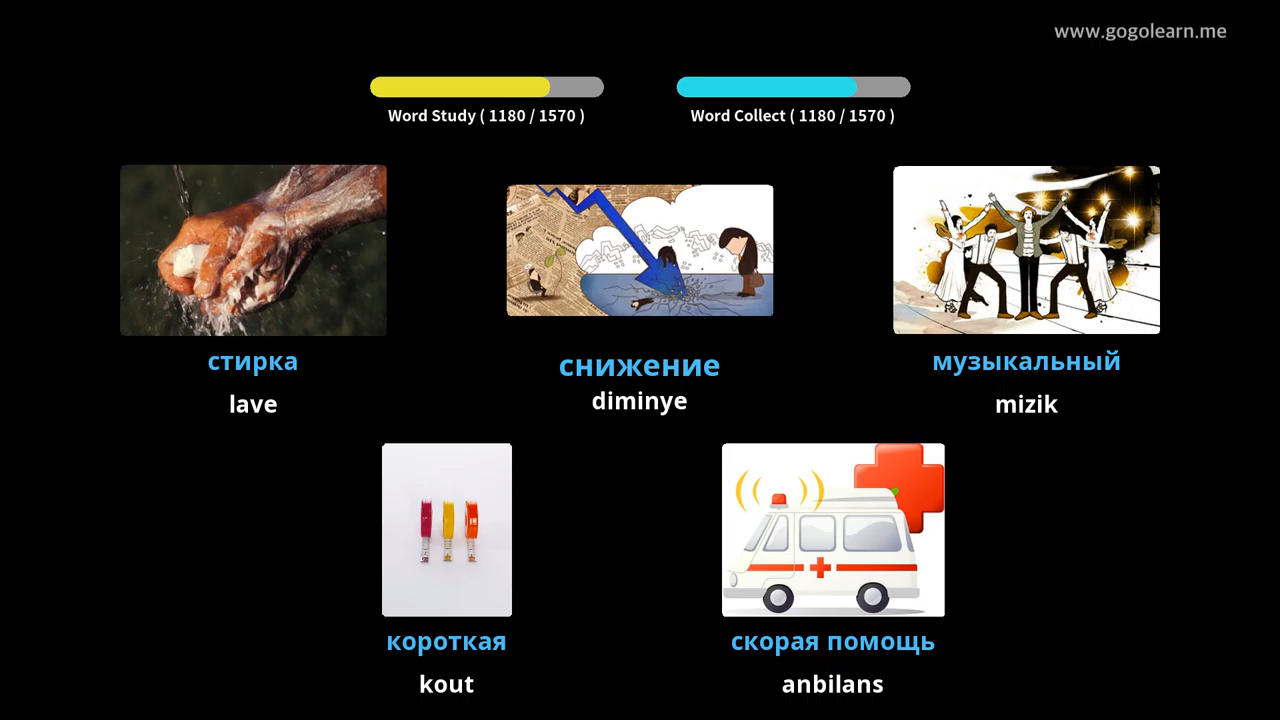 www.gogolearn.me
Word Study ( 1180 / 1570 )
Word Collect ( 1180 / 1570 )
стирка
lave
снижение
diminye
музыкальный
mizik
короткая
kout
скорая помощь
anbilans